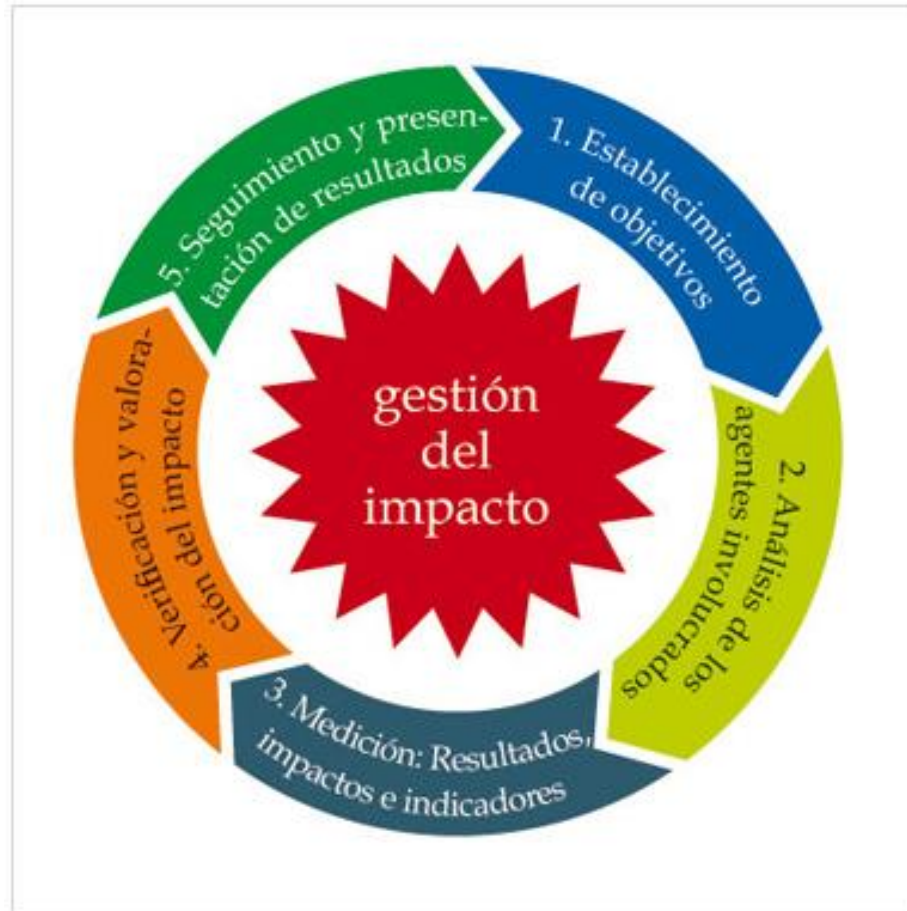 1. Establecimiento
de objetivos
2. Análisis de los
agentes involucrados
3. Medición: Resultados,
impactos e indicadores
4. Verificación y valora-
ción del impacto
5. Seguimiento y presen-
tación de resultados
gestión
del
impacto